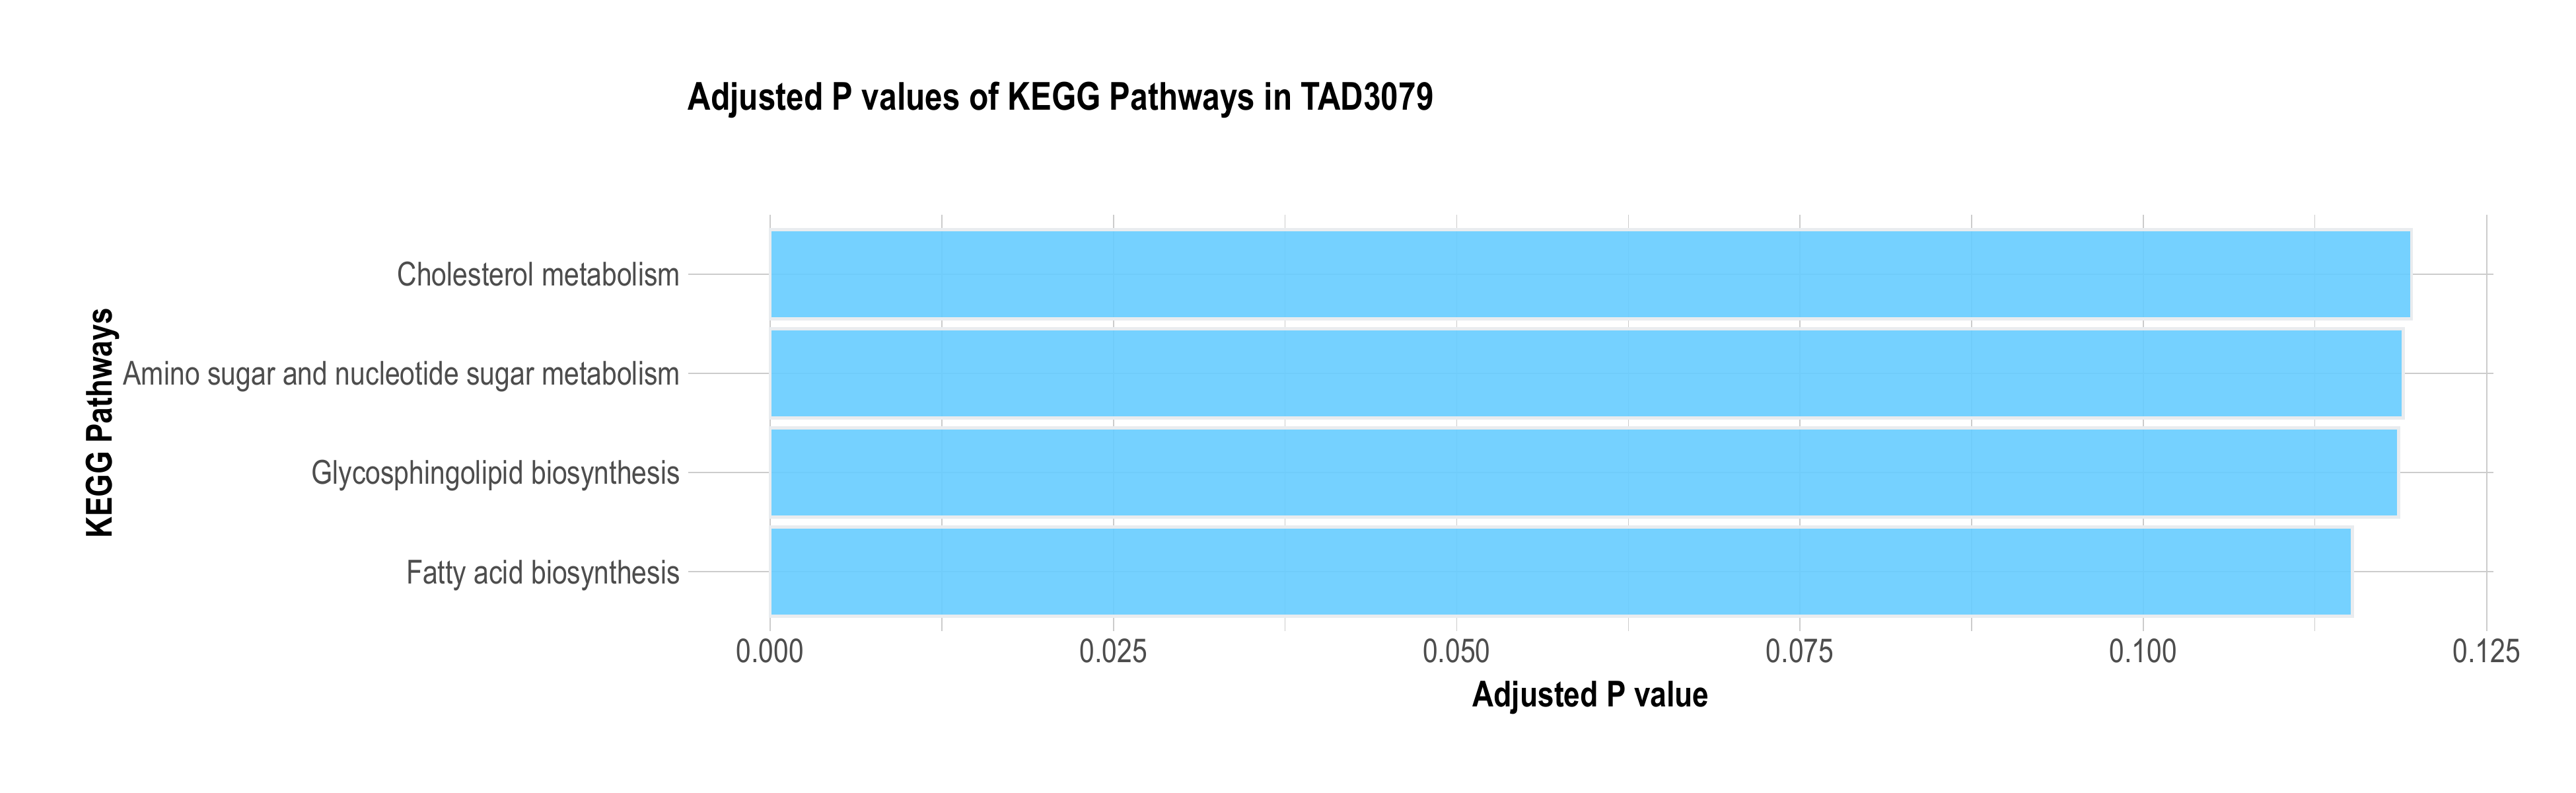 Adjusted P values of KEGG Pathways in TAD3079
KEGG Pathways
Cholesterol metabolism
Amino sugar and nucleotide sugar metabolism
Glycosphingolipid biosynthesis
Fatty acid biosynthesis
0.000 0.025 0.050 0.075 0.100 0.125
Adjusted P value